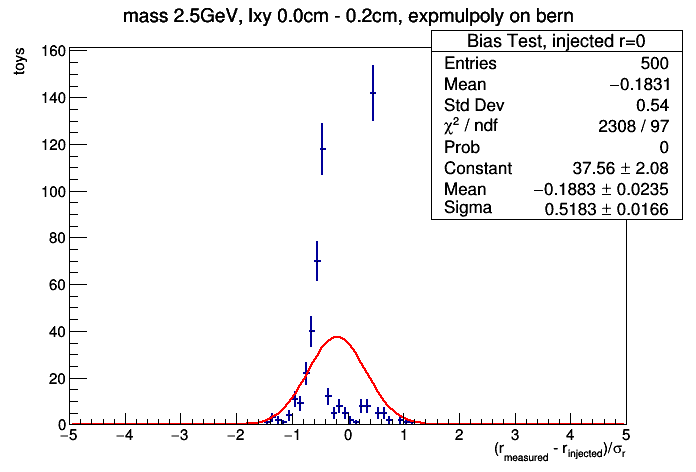 mass 2.5GeV, lxy 0.0cm - 0.2cm, expmulpoly on bern
toys
Bias Test, injected r=0
Entries 500
Mean −0.1831
Std Dev 0.54
χ² / ndf 2308 / 97
Prob 0
Constant 37.56 ± 2.08
Mean −0.1883 ± 0.0235
Sigma 0.5183 ± 0.0166
160
140
120
100
80
60
40
20
0
−5 −4 −3 −2 −1 0 1 2 3 4 5
(r_measured - r_injected)/σ_r